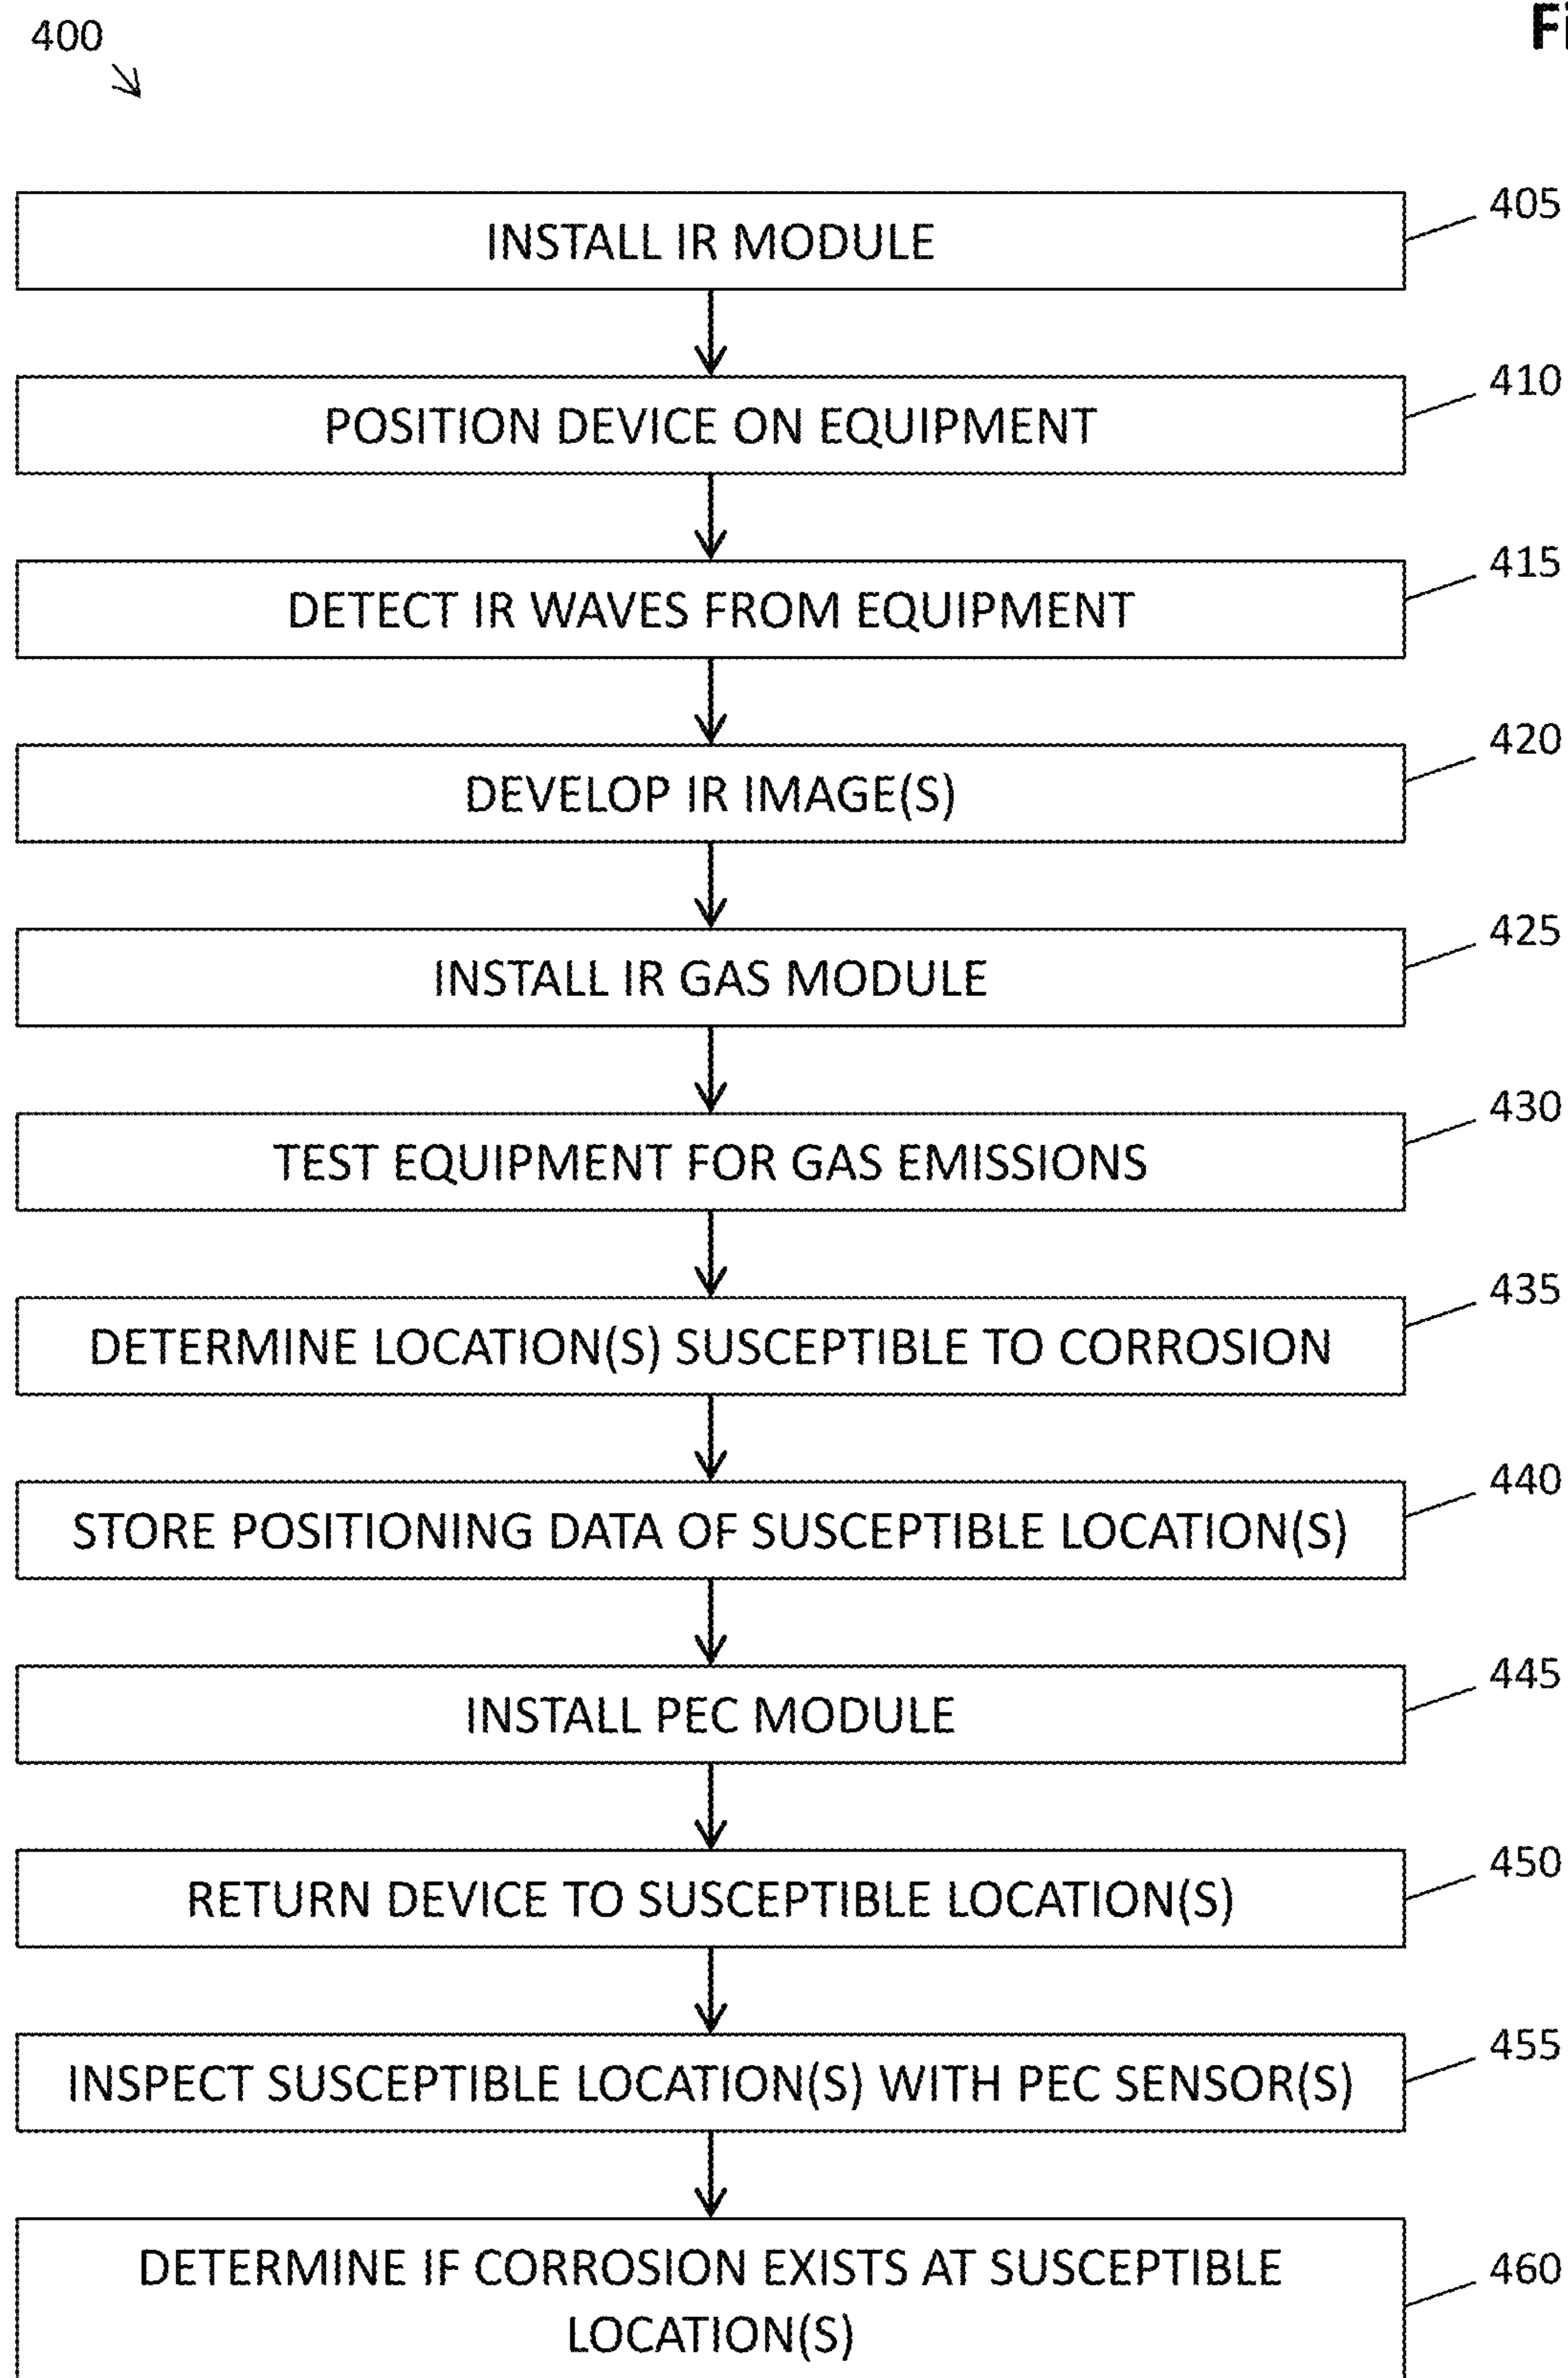 400
Fi
INSTALL IR MODULE
405
POSITION DEVICE ON EQUIPMENT
410
DETECT IR WAVES FROM EQUIPMENT
415
DEVELOP IR IMAGE(S)
420
INSTALL IR GAS MODULE
425
TEST EQUIPMENT FOR GAS EMISSIONS
430
DETERMINE LOCATION(S) SUSCEPTIBLE TO CORROSION
435
STORE POSITIONING DATA OF SUSCEPTIBLE LOCATION(S)
440
INSTALL PEC MODULE
445
RETURN DEVICE TO SUSCEPTIBLE LOCATION(S)
450
INSPECT SUSCEPTIBLE LOCATION(S) WITH PEC SENSOR(S)
455
DETERMINE IF CORROSION EXISTS AT SUSCEPTIBLE
LOCATION(S)
460